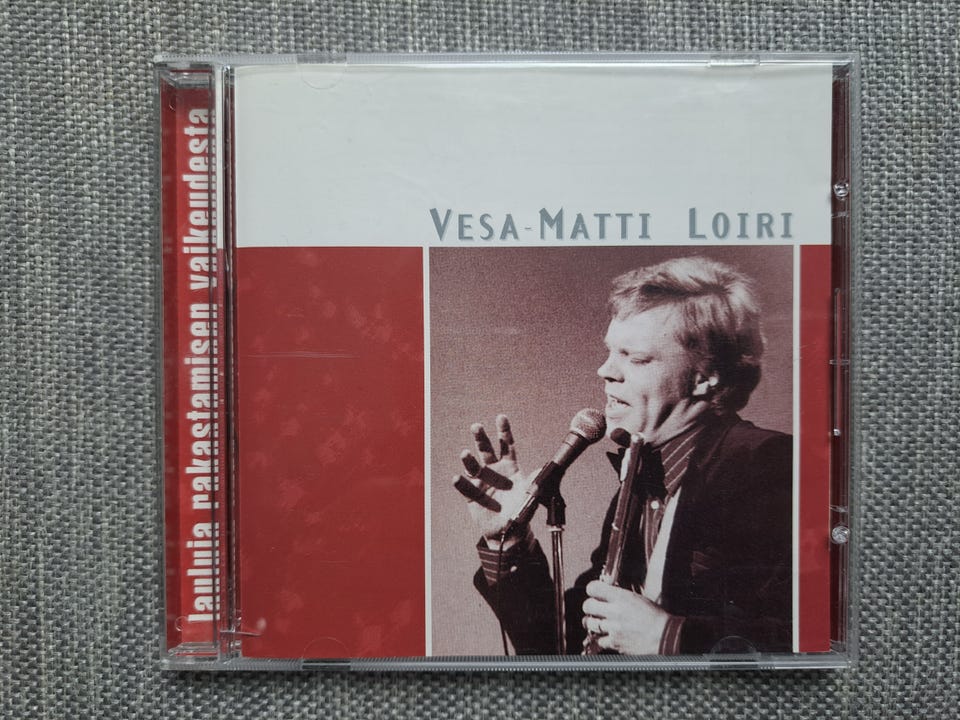 lauluja rakastamisen vaikeudesta
VESA-MATTI LOIRI